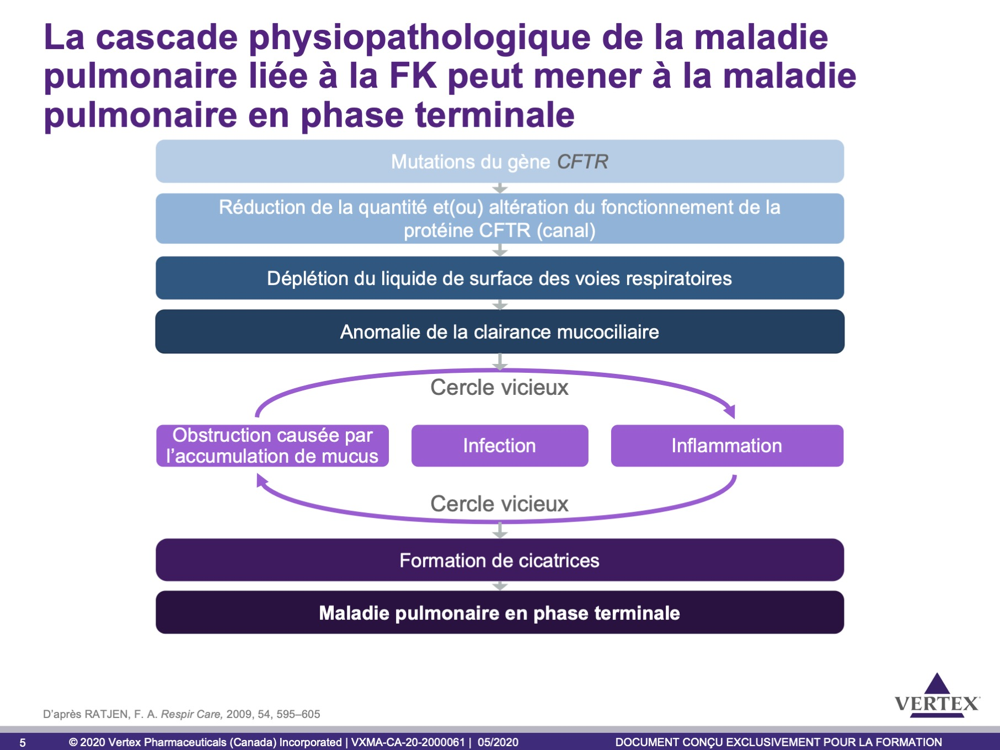 La cascade physiopathologique de la maladie
pulmonaire liée à la FK peut mener à la maladie
pulmonaire en phase terminale
Mutations du gène CFTR
Réduction de la quantité et(ou) altération du fonctionnement de la
protéine CFTR (canal)
Déplétion du liquide de surface des voies respiratoires
Anomalie de la clairance mucociliaire
Cercle vicieux
Obstruction causée par
l’accumulation de mucus
Infection
Inflammation
Cercle vicieux
Formation de cicatrices
Maladie pulmonaire en phase terminale
VERTEX
D’après RATJEN, F. A. Respir Care, 2009, 54, 595–605
5
© 2020 Vertex Pharmaceuticals (Canada) Incorporated | VXMA-CA-20-2000061 | 05/2020
DOCUMENT CONÇU EXCLUSIVEMENT POUR LA FORMATION